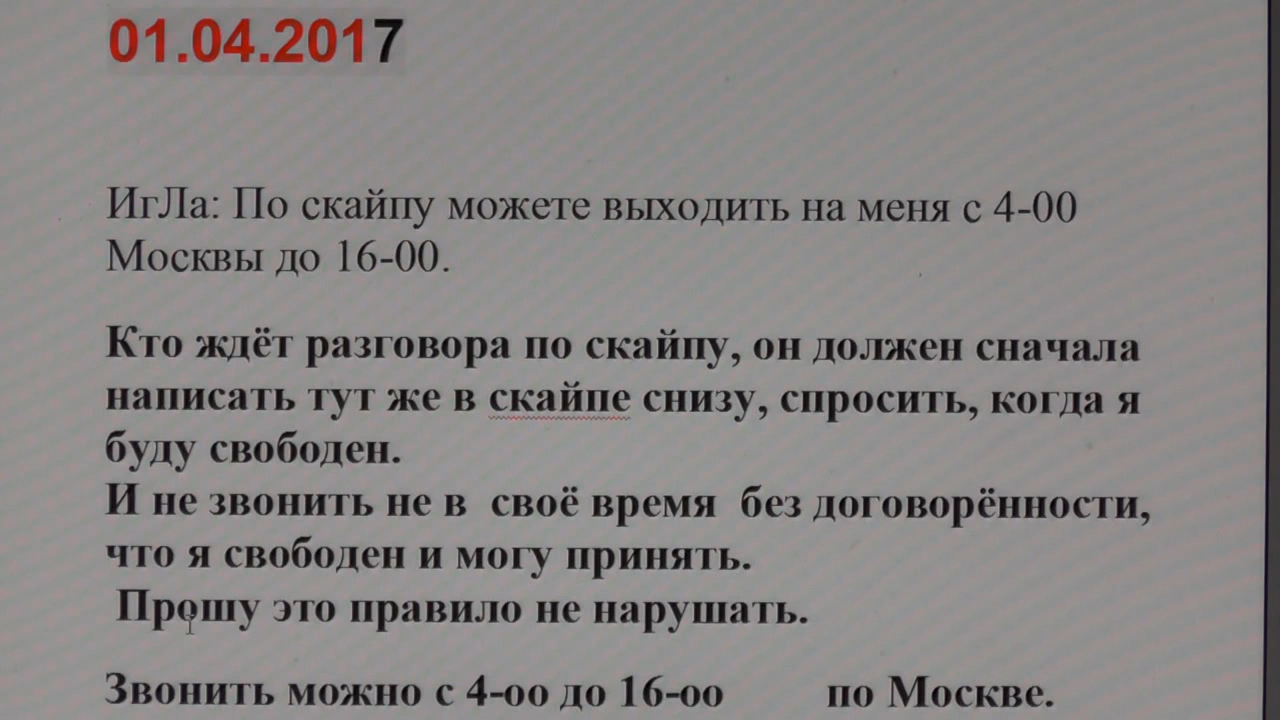 01.04.2017
ИгЛа: По скайпу можете выходить на меня с 4-00
Москвы до 16-00.
Кто ждёт разговора по скайпу, он должен сначала
написать тут же в скайпе снизу, спросить, когда я
буду свободен.
И не звонить не в  своё время  без договорённости,
что я свободен и могу принять.
Прошу это правило не нарушать.
Звонить можно с 4-оо до 16-оо         по Москве.